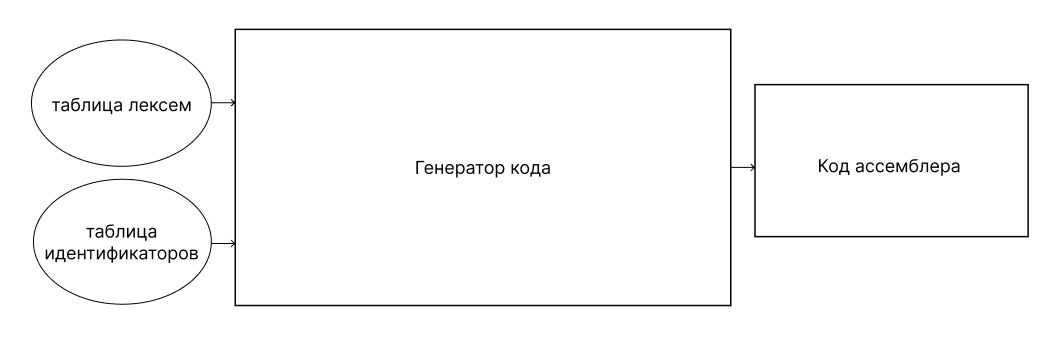 таблица лексем
таблица
идентификаторов
Генератор кода
Код ассемблера